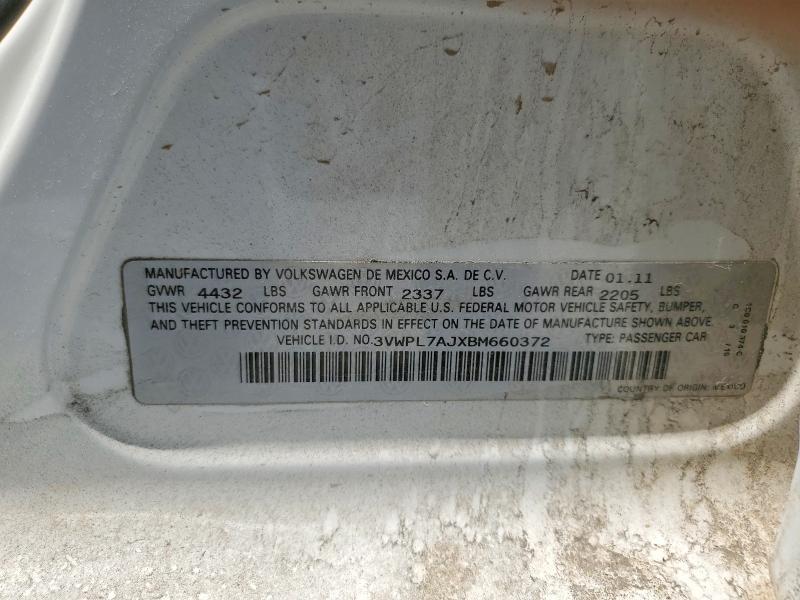 MANUFACTURED BY VOLKSWAGEN DE MEXICO S.A. DE C.V. DATE 01.11
GVWR 4432 LBS GAWR FRONT 2337 LBS GAWR REAR 2205 LBS
THIS VEHICLE CONFORMS TO ALL APPLICABLE U.S. FEDERAL MOTOR VEHICLE SAFETY, BUMPER,
AND THEFT PREVENTION STANDARDS IN EFFECT ON THE DATE OF MANUFACTURE SHOWN ABOVE.
VEHICLE I.D. NO. 3VWPL7AJXBM660372 TYPE: PASSENGER CAR
COUNTRY OF ORIGIN: MEXICO